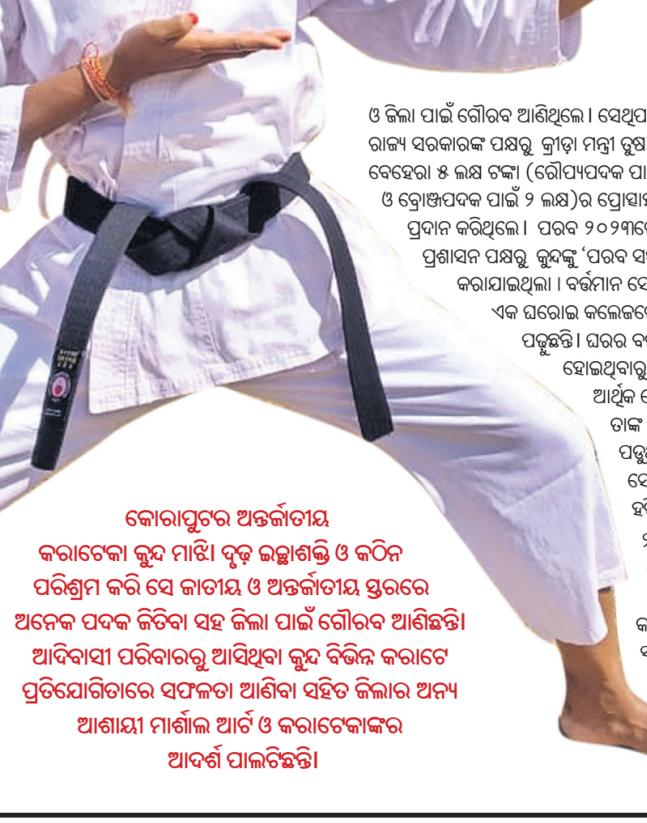 ଓ ଜିଲା ପାଇଁ ଗୌରବ ଆଣିଥିଲେ। ସେଥିପ
ରାଜ୍ୟ ସରକାରଙ୍କ ପକ୍ଷରୁ କ୍ରୀଡ଼ା ମନ୍ତ୍ରୀ ତୁଷ
ବେହେରା ୫ ଲକ୍ଷ ଟଙ୍କା (ରୌପ୍ୟପଦକ ପା
ଓ ବ୍ରୋଞ୍ଜପଦକ ପାଇଁ ୨ ଲକ୍ଷ)ର ପ୍ରୋତ୍ସା
ପ୍ରଦାନ କରିଥିଲେ। ପରବ ୨୦୨୩ରେ
ପ୍ରଶାସନ ପକ୍ଷରୁ କୁନ୍ଦଙ୍କୁ ‘ପରବ ସ
କରାଯାଇଥିଲା। ବର୍ତ୍ତମାନ ସେ
ଏକ ଘରୋଇ କଲେଜରେ
ପଢ଼ୁଛନ୍ତି। ଘରର ବ
ହୋଇଥିବାରୁ
ଆର୍ଥିକ
ତାଙ୍କ
ପଡୁ
ସେ
ହ
କ
କୋରାପୁଟର ଅନ୍ତର୍ଜାତୀୟ
କରାଟେକା କୁନ୍ଦ ମାଝି। ଦୃଢ଼ ଇଚ୍ଛାଶକ୍ତି ଓ କଠିନ
ପରିଶ୍ରମ କରି ସେ ଜାତୀୟ ଓ ଅନ୍ତର୍ଜାତୀୟ ସ୍ତରରେ
ଅନେକ ପଦକ ଜିତିବା ସହ ଜିଲା ପାଇଁ ଗୌରବ ଆଣିଛନ୍ତି।
ଆଦିବାସୀ ପରିବାରରୁ ଆସିଥିବା କୁନ୍ଦ ବିଭିନ୍ନ କରାଟେ
ପ୍ରତିଯୋଗିତାରେ ସଫଳତା ଆଣିବା ସହିତ ଜିଲାର ଅନ୍ୟ
ଆଶାୟୀ ମାର୍ଶାଲ ଆର୍ଟ ଓ କରାଟେକାଙ୍କର
ଆଦର୍ଶ ପାଲଟିଛନ୍ତି।